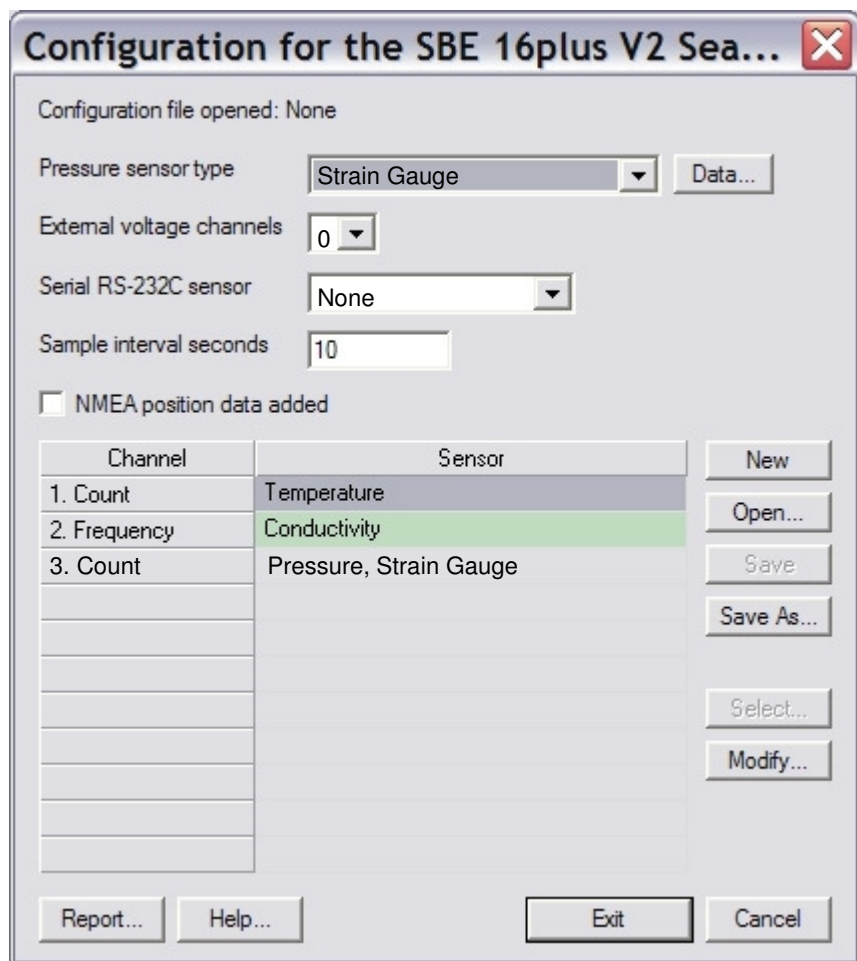 Configuration for the SBE 16plus V2 Sea...
Configuration file opened: None
Pressure sensor type Strain Gauge Data...
External voltage channels 0
Serial RS-232C sensor None
Sample interval seconds 10
NMEA position data added
Channel Sensor New
1. Count Temperature
2. Frequency Conductivity Open...
3. Count Pressure, Strain Gauge Save
Save As...
Select...
Modify...
Report... Help... Exit Cancel